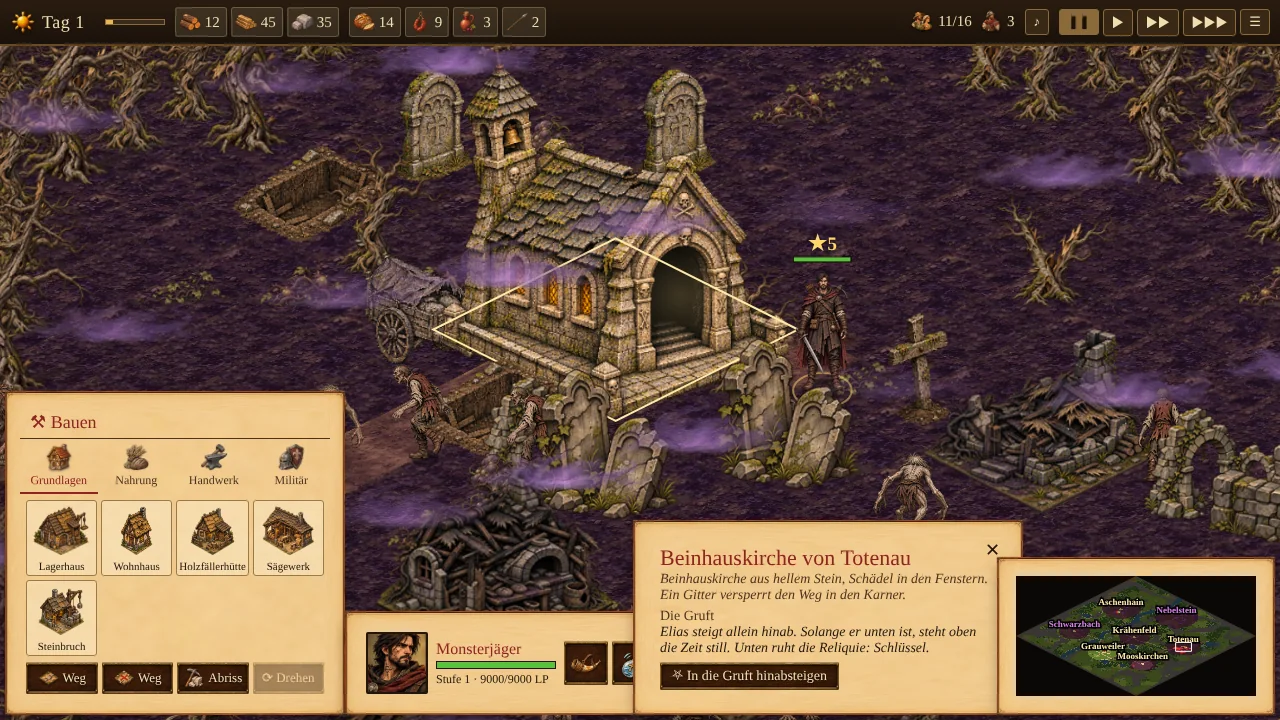 Tag 1
12
45
35
14
9
3
2
11/16
3
★5
⚒ Bauen
Grundlagen
Nahrung
Handwerk
Militär
Lagerhaus
Wohnhaus
Holzfällerhütte
Sägewerk
Steinbruch
Weg
Weg
Abriss
⟳ Drehen
Monsterjäger
Stufe 1 · 9000/9000 LP
Beinhauskirche von Totenau
Beinhauskirche aus hellem Stein, Schädel in den Fenstern.
Ein Gitter versperrt den Weg in den Karner.
Die Gruft
Elias steigt allein hinab. Solange er unten ist, steht oben
die Zeit still. Unten ruht die Reliquie: Schlüssel.
In die Gruft hinabsteigen
Aschenhain
Nebelstein
Schwarzbach
Krähenfeld
Totenau
Grauweiler
Mooskirchen